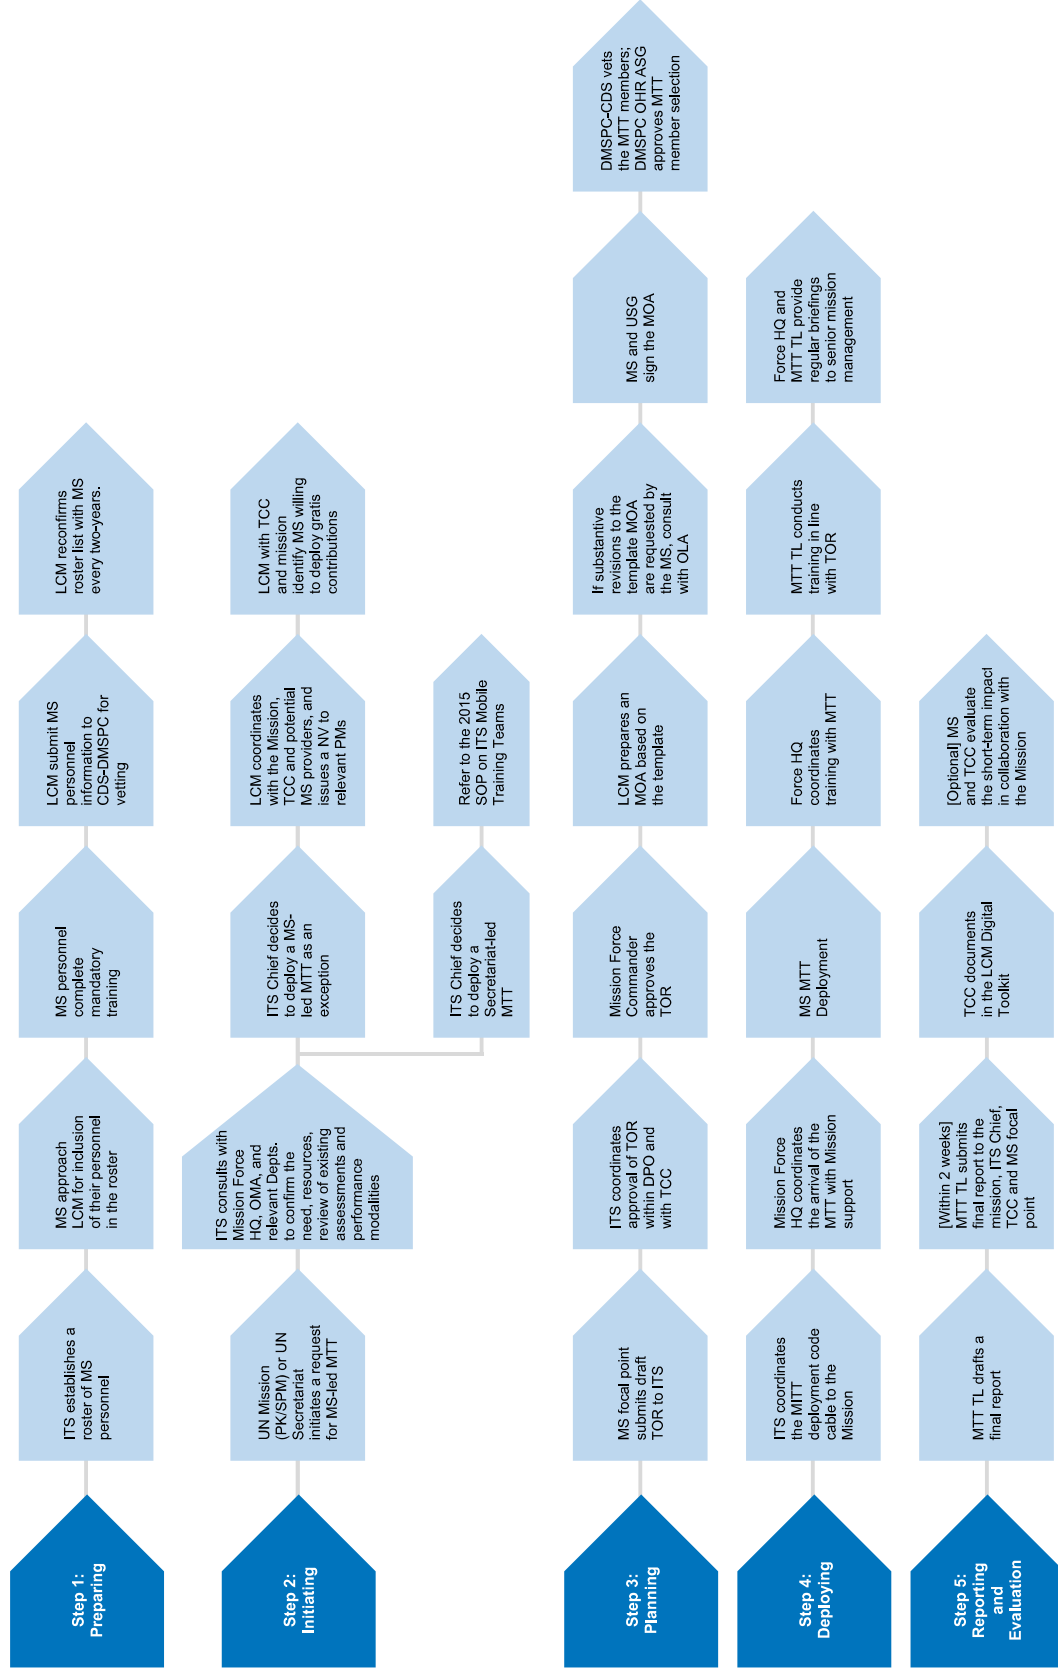 Step 1:
Preparing
ITS establishes a
roster of MS
personnel
MS approach
LCM for inclusion
of their personnel
in the roster
MS personnel
complete
mandatory
training
LCM submit MS
personnel
information to
CDS-DMSPC for
vetting
LCM reconfirms
roster list with MS
every two-years.
Step 2:
Initiating
UN Mission
(PK/SPM) or UN
Secretariat
initiates a request
for MS-led MTT
ITS consults with
Mission Force
HQ, OMA, and
relevant Depts.
to confirm the
need, resources,
review of existing
assessments and
performance
modalities
ITS Chief decides
to deploy a MS-
led MTT as an
exception
LCM coordinates
with the Mission,
TCC and potential
MS providers, and
issues a NV to
relevant PMs
LCM with TCC
and mission
identify MS willing
to deploy gratis
contributions
ITS Chief decides
to deploy a
Secretariat-led
MTT
Refer to the 2015
SOP on ITS Mobile
Training Teams
Step 3:
Planning
MS focal point
submits draft
TOR to ITS
ITS coordinates
approval of TOR
within DPO and
with TCC
Mission Force
Commander
approves the
TOR
LCM prepares an
MOA based on
the template
If substantive
revisions to the
template MOA
are requested by
the MS, consult
with OLA
MS and USG
sign the MOA
DMSPC-CDS vets
the MTT members;
DMSPC OHR ASG
approves MTT
member selection
Step 4:
Deploying
ITS coordinates
the MITT
deployment code
cable to the
Mission
Mission Force
HQ coordinates
the arrival of the
MTT with Mission
support
MS MTT
Deployment
Force HQ
coordinates
training with MTT
MTT TL conducts
training in line
with TOR
Force HQ and
MTT TL provide
regular briefings
to senior mission
management
Step 5:
Reporting
and
Evaluation
MTT TL drafts a
final report
[Within 2 weeks]
MTT TL submits
final report to the
mission, ITS Chief,
TCC and MS focal
point
TCC documents
in the LCM Digital
Toolkit
[Optional] MS
and TCC evaluate
the short-term impact
in collaboration with
the Mission